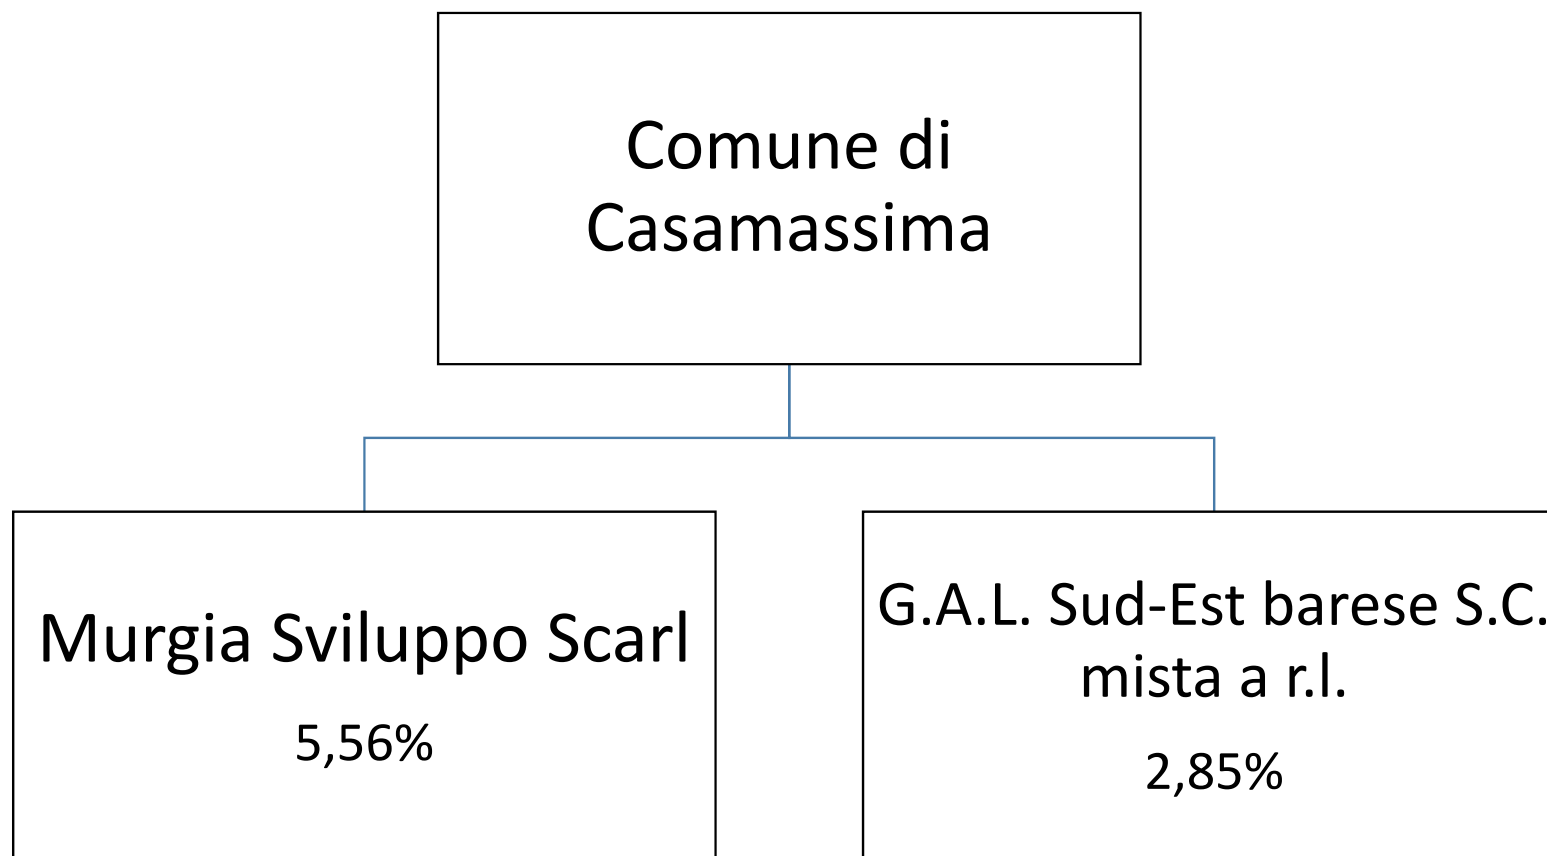 Comune di
Casamassima
Murgia Sviluppo Scarl
5,56%
G.A.L. Sud-Est barese S.C.
mista a r.l.
2,85%